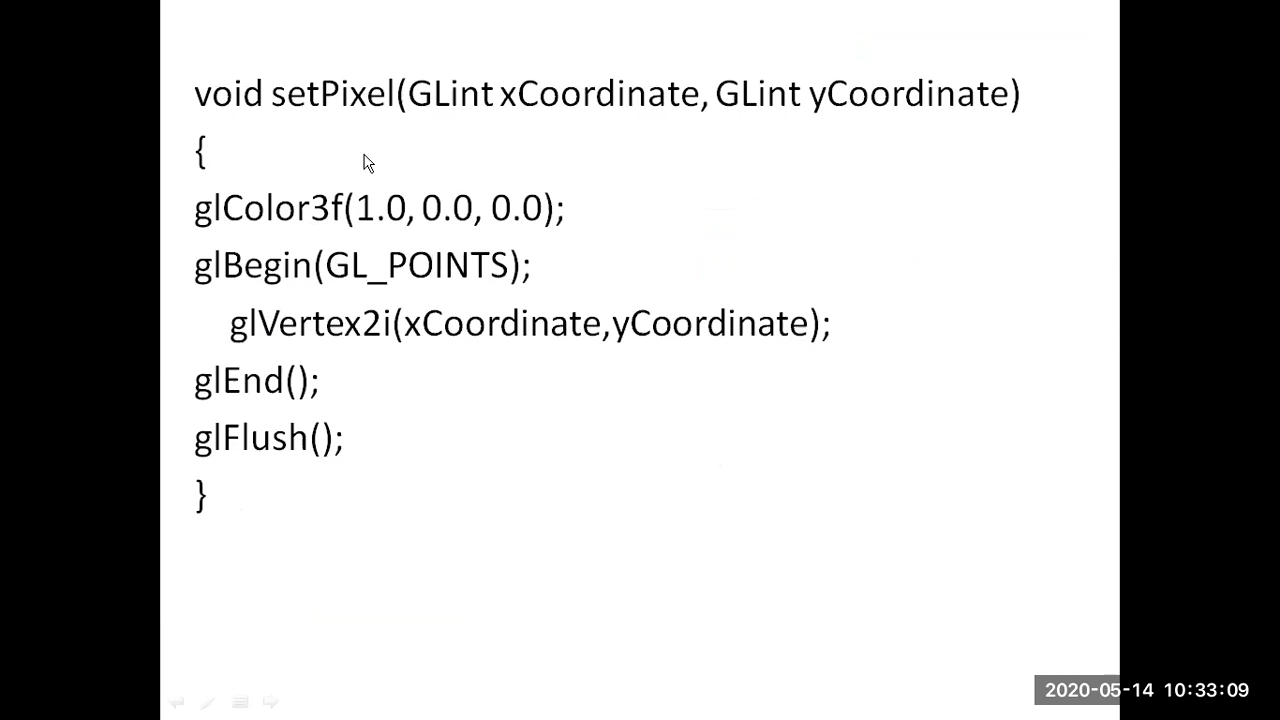 void setPixel(GLint xCoordinate, GLint yCoordinate)
{
glColor3f(1.0, 0.0, 0.0);
glBegin(GL_POINTS);
glVertex2i(xCoordinate,yCoordinate);
glEnd();
glFlush();
}
2020-05-14 10:33:09